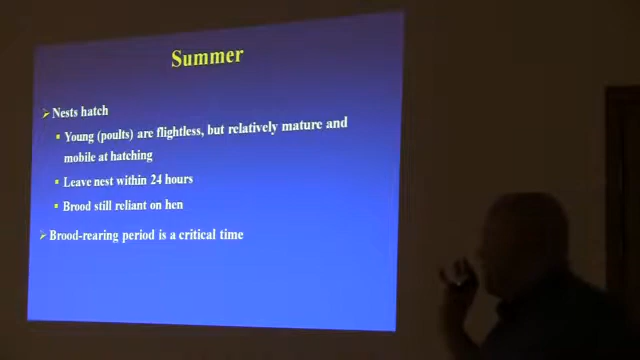 Summer
Nests hatch
Young (poults) are flightless, but relatively mature and
mobile at hatching
Leave nest within 24 hours
Brood still reliant on hen
Brood-rearing period is a critical time